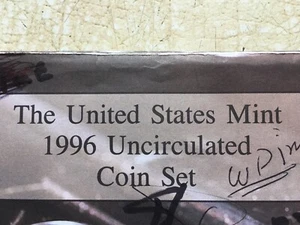 The United States Mint
1996 Uncirculated
Coin Set